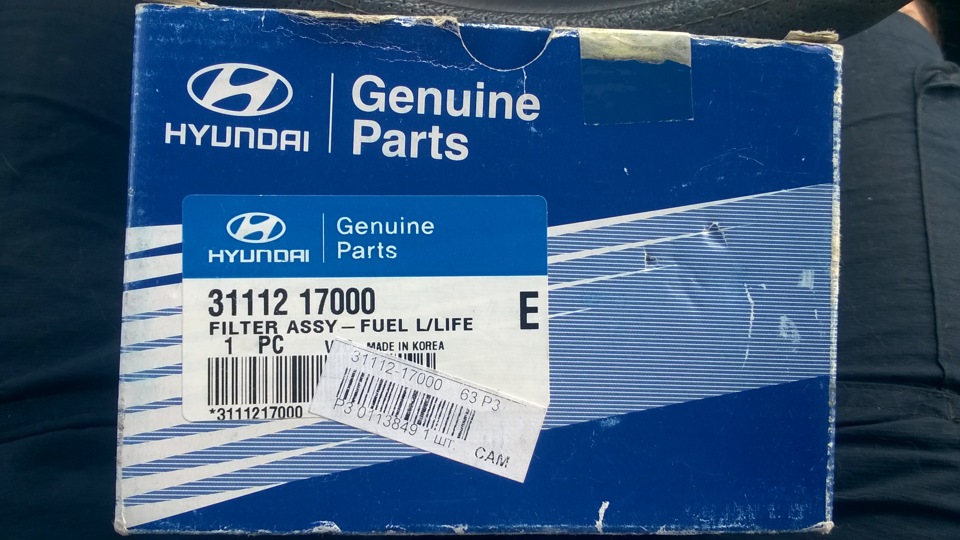 HYUNDAI
Genuine
Parts
HYUNDAI
Genuine
Parts
31112 17000
E
FILTER ASSY – FUEL L/LIFE
1 PC
MADE IN KOREA
*3111217000
31112-17000 63 P3
P3 0113849 1 шт.
CAM